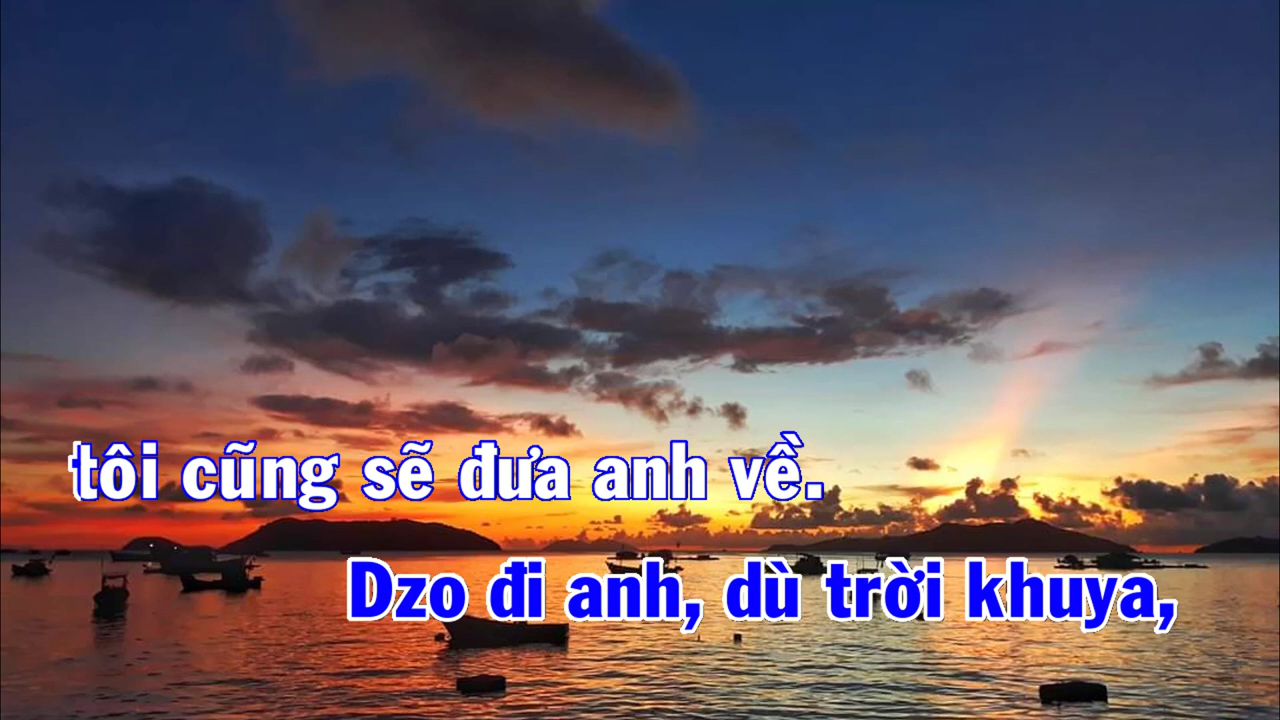 tôi cũng sẽ đưa anh về.
Dzo đi anh, dù trời khuya,